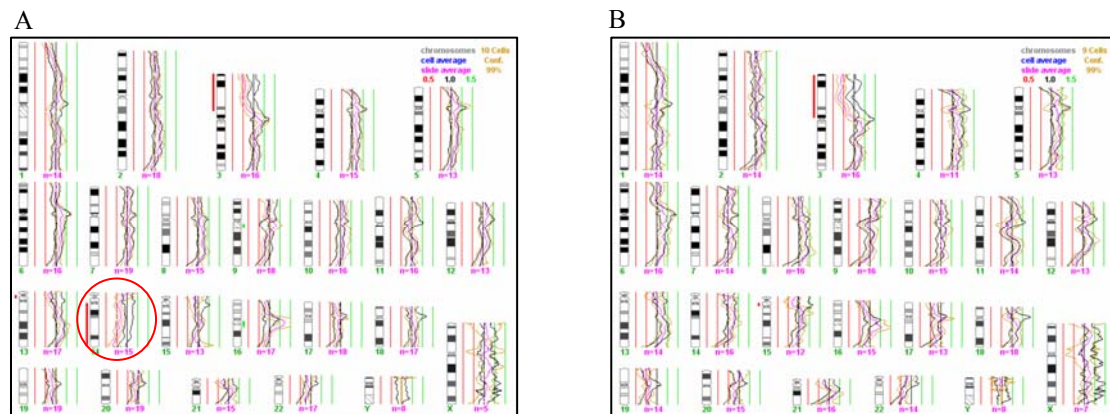 A
chromosomes 10 Cells
cell average Conf.
slide average 99%
0.5 1.0 1.5
1 n=14
2 n=18
3 n=16
4 n=15
5 n=13
6 n=16
7 n=19
8 n=15
9 n=18
10 n=16
11 n=16
12 n=13
13 n=17
14 n=15
15 n=13
16 n=17
17 n=18
18 n=17
19 n=19
20 n=19
21 n=15
22 n=17
Y n=8
X n=5
B
chromosomes 9 Cells
cell average Conf.
slide average 99%
0.5 1.0 1.5
1 n=14
2 n=14
3 n=16
4 n=11
5 n=13
6 n=16
7 n=14
8 n=16
9 n=16
10 n=15
11 n=14
12 n=12
13 n=14
14 n=16
15 n=12
16 n=15
17 n=13
18
19 n=14
20 n=15
21 n=16
22 n=14
Y n=8
X n=7